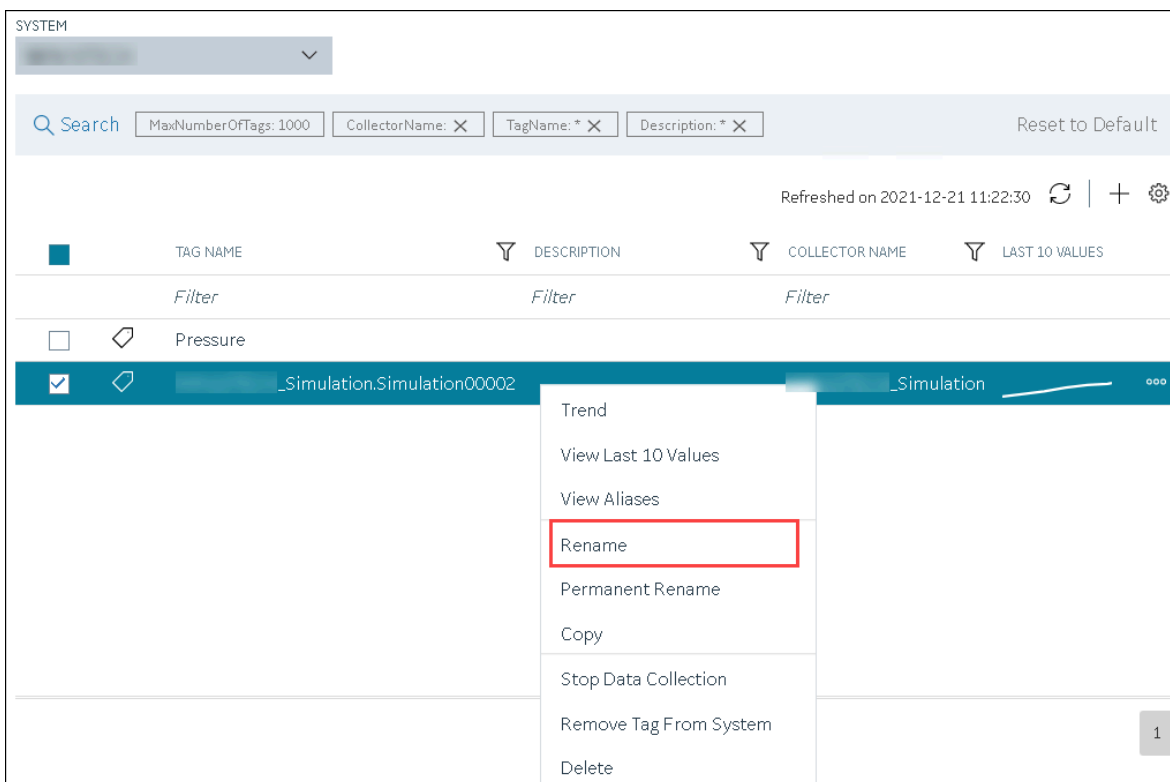 SYSTEM
Search MaxNumberOfTags: 1000 CollectorName: TagName: * Description: * Reset to Default
Refreshed on 2021-12-21 11:22:30
TAG NAME DESCRIPTION COLLECTOR NAME LAST 10 VALUES
Filter Filter Filter
Pressure
_Simulation.Simulation00002 _Simulation
Trend
View Last 10 Values
View Aliases
Rename
Permanent Rename
Copy
Stop Data Collection
Remove Tag From System
1
Delete